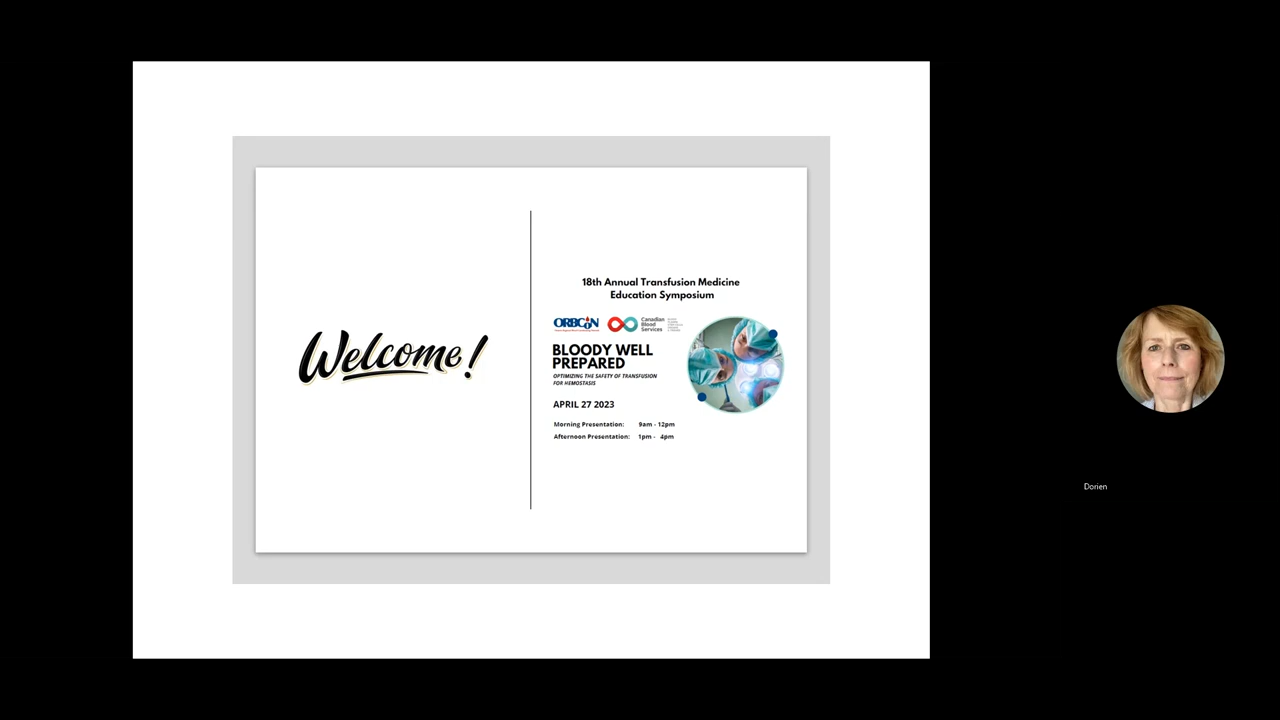 Welcome!
18th Annual Transfusion Medicine
Education Symposium
ORBCoN
Canadian
Blood
Services
BLOODY WELL
PREPARED
OPTIMIZING THE SAFETY OF TRANSFUSION
FOR HEMOSTASIS
APRIL 27 2023
Morning Presentation: 9am - 12pm
Afternoon Presentation: 1pm - 4pm
Dorien